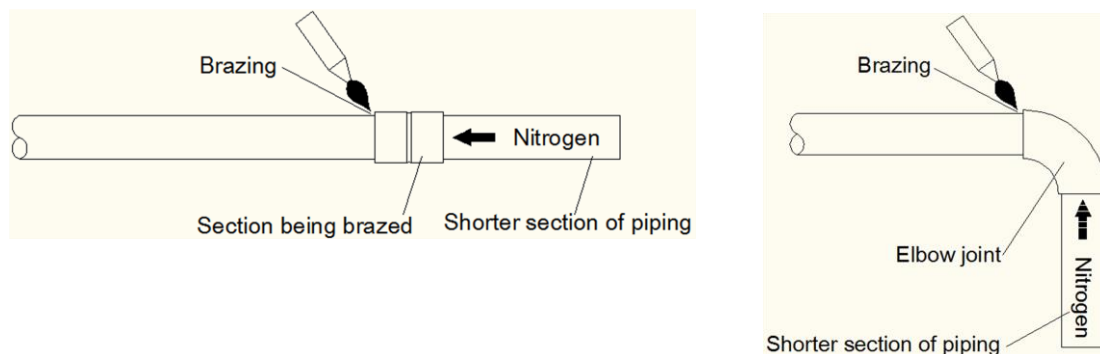 Brazing
Nitrogen
Section being brazed
Shorter section of piping
Brazing
Elbow joint
Nitrogen
Shorter section of piping